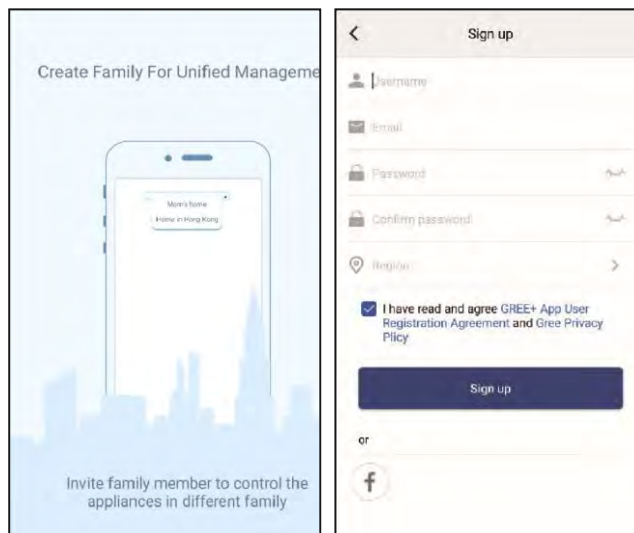 Create Family For Unified Manageme
Mom's home
Home in Hong Kong
Invite family member to control the
appliances in different family
Sign up
Username
Email
Password
Confirm password
Region
I have read and agree GREE+ App User
Registration Agreement and Gree Privacy
Plicy
Sign up
or
f